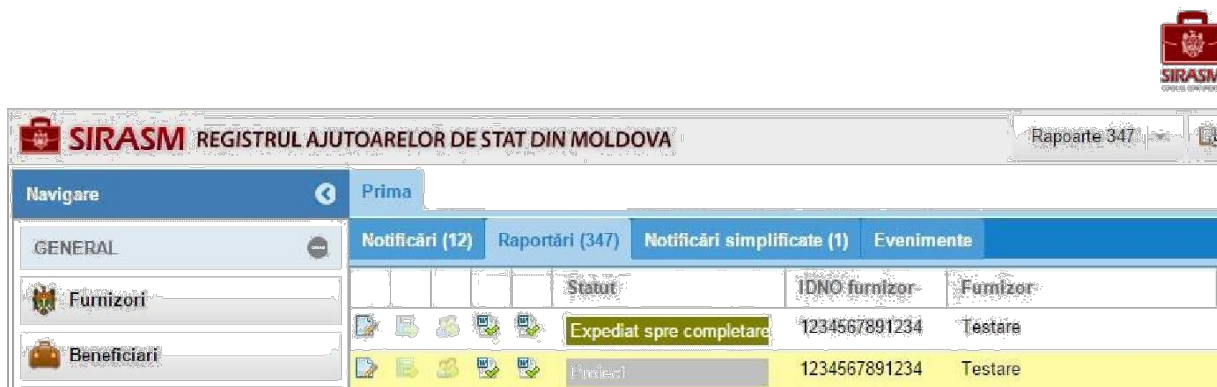 SIRASM
SIRASM REGISTRUL AJUTOARELOR DE STAT DIN MOLDOVA Rapoarte 347
Navigare Prima
GENERAL Notificări (12) Raportări (347) Notificări simplificate (1) Evenimente
Furnizori Statut IDNO furnizor Furnizor
Expediat spre completare 1234567891234 Testare
Beneficiari Proiect 1234567891234 Testare